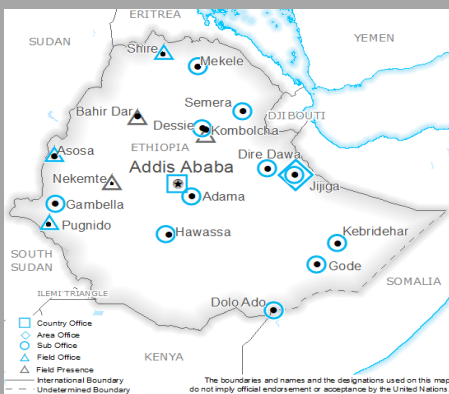 ERITREA
SUDAN
YEMEN
Shire
Mekele
Semera
Bahir Dar
DJIBOUTI
Dessie
Kombolcha
ETHIOPIA
Asosa
Dire Dawa
Addis Ababa
Nekemte
Jijiga
Adama
Gambella
Pugnido
Hawassa
Kebridehar
SOUTH
SUDAN
Gode
SOMALIA
ILEMI TRIANGLE
Dolo Ado
KENYA
Country Office
Area Office
Sub Office
Field Office
Field Presence
International Boundary
Undetermined Boundary
The boundaries and names and the designations used on this map
do not imply official endorsement or acceptance by the United Nations